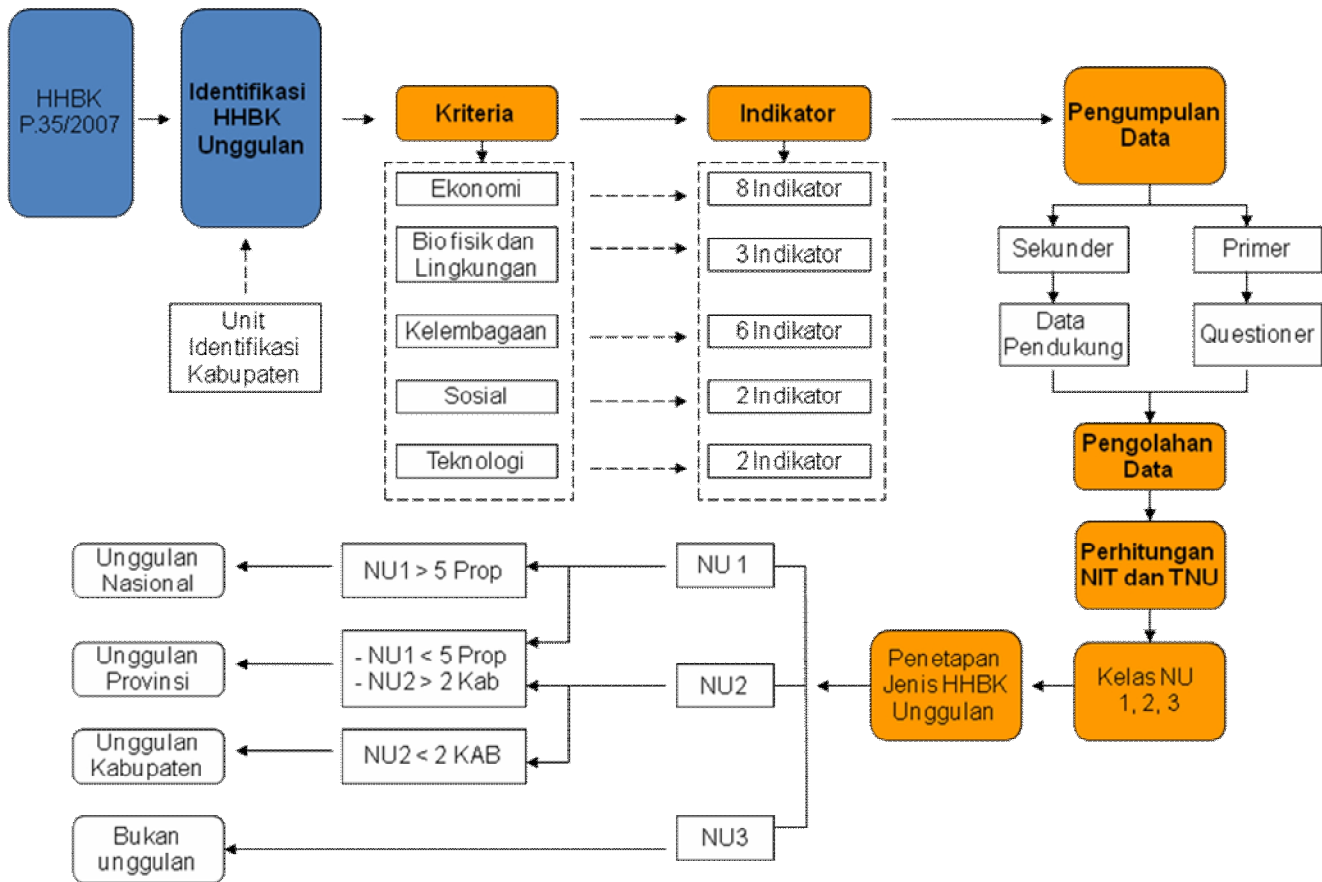 HHBK
P.35/2007
Identifikasi
HHBK
Unggulan
Unit
Identifikasi
Kabupaten
Kriteria
Ekonomi
Biofisik dan
Lingkungan
Kelembagaan
Sosial
Teknologi
Indikator
8 Indikator
3 Indikator
6 Indikator
2 Indikator
2 Indikator
Pengumpulan
Data
Sekunder
Primer
Data
Pendukung
Questioner
Pengolahan
Data
Perhitungan
NIT dan TNU
Kelas NU
1, 2, 3
Penetapan
Jenis HHBK
Unggulan
NU 1
NU2
NU3
NU1 > 5 Prop
- NU1 < 5 Prop
- NU2 > 2 Kab
NU2 < 2 KAB
Unggulan
Nasional
Unggulan
Provinsi
Unggulan
Kabupaten
Bukan
unggulan